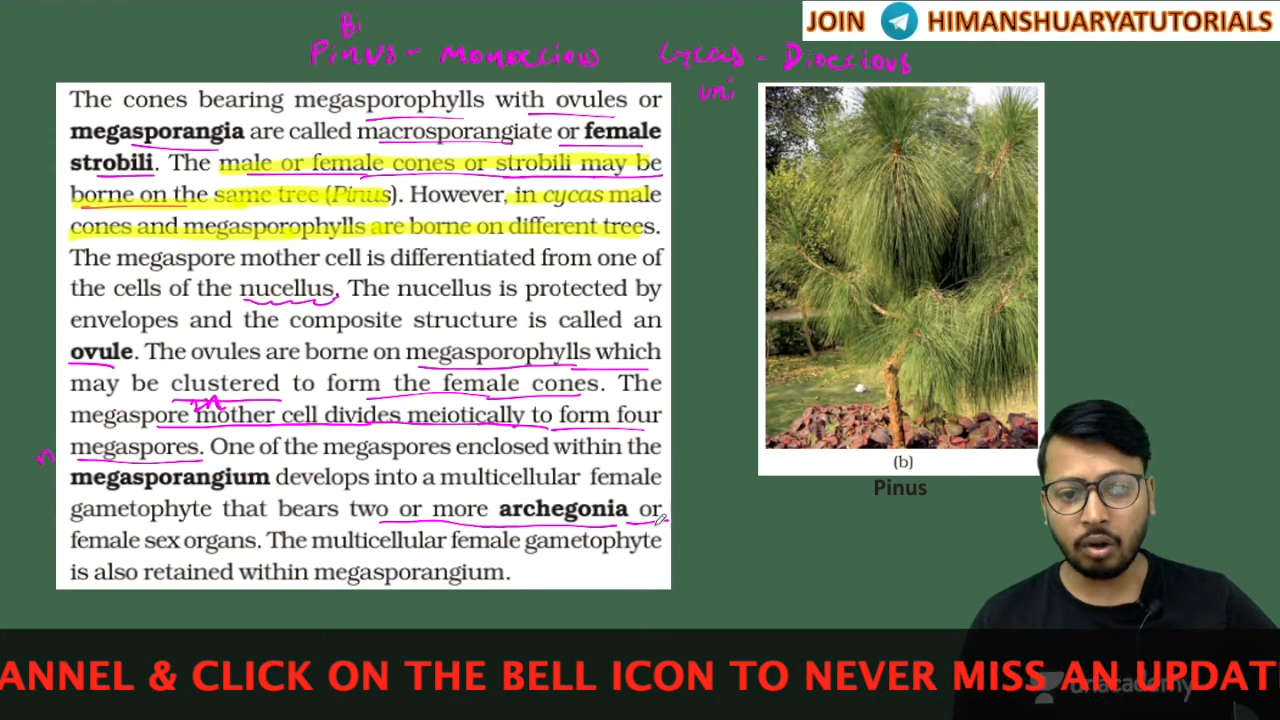 JOIN HIMANSHUARYATUTORIALS
Bi
Pinus - Monoecious Cycas - Dioecious
uni
The cones bearing megasporophylls with ovules or
megasporangia are called macrosporangiate or female
strobili. The male or female cones or strobili may be
borne on the same tree (Pinus). However, in cycas male
cones and megasporophylls are borne on different trees.
The megaspore mother cell is differentiated from one of
the cells of the nucellus. The nucellus is protected by
envelopes and the composite structure is called an
ovule. The ovules are borne on megasporophylls which
may be clustered to form the female cones. The
2n
megaspore mother cell divides meiotically to form four
n
megaspores. One of the megaspores enclosed within the
megasporangium develops into a multicellular female
gametophyte that bears two or more archegonia or
female sex organs. The multicellular female gametophyte
is also retained within megasporangium.
(b)
Pinus
ANNEL & CLICK ON THE BELL ICON TO NEVER MISS AN UPDAT
unacademy